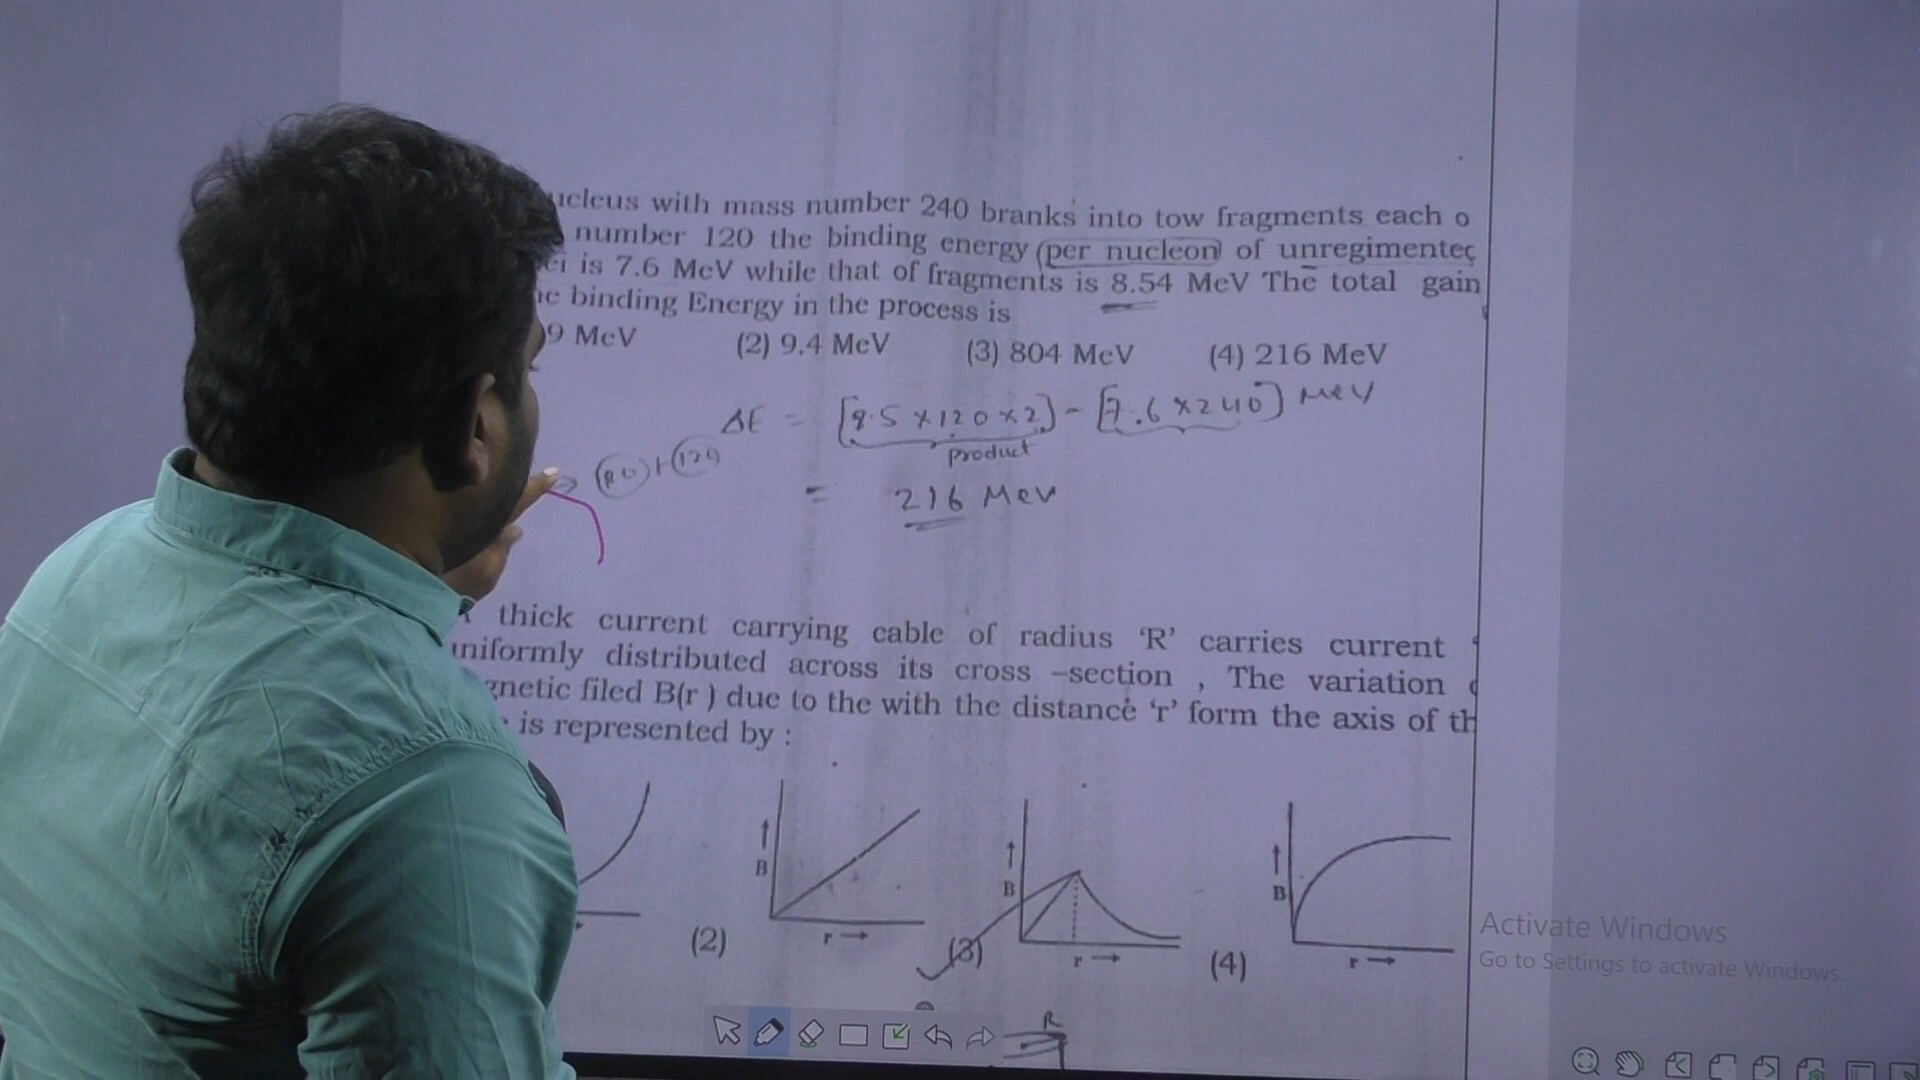 ucleus with mass number 240 branks into tow fragments each o
number 120 the binding energy (per nucleon) of unregimented
ei is 7.6 MeV while that of fragments is 8.54 MeV The total gain
he binding Energy in the process is
9 MeV (2) 9.4 MeV (3) 804 MeV (4) 216 MeV
ΔE = [8.5 × 120 × 2] - [7.6 × 240] MeV
product
+ (120)
= 216 MeV
thick current carrying cable of radius 'R' carries current
uniformly distributed across its cross –section , The variation
gnetic filed B(r ) due to the with the distance 'r' form the axis of th
is represented by :
↑ B r → (2)
↑ B r → (3)
↑ B r → (4)
R
Activate Windows
Go to Settings to activate Windows.